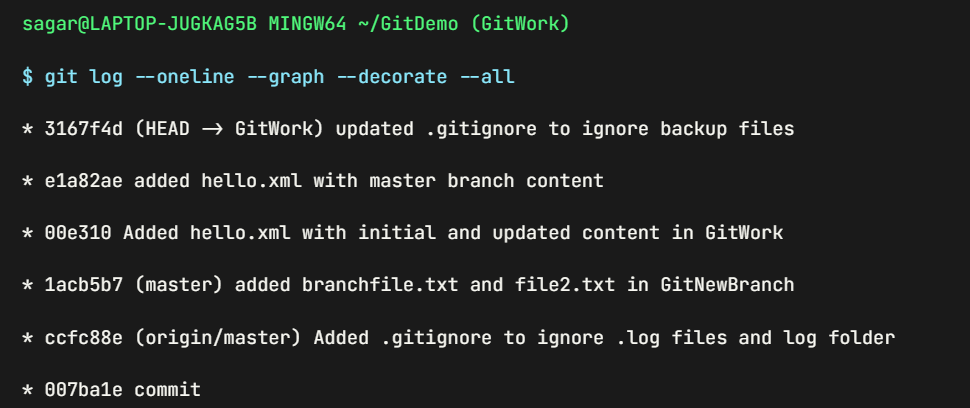 sagar@LAPTOP-JUGKAG5B MINGW64 ~/GitDemo (GitWork)
$ git log --oneline --graph --decorate --all
* 3167f4d (HEAD -> GitWork) updated .gitignore to ignore backup files
* e1a82ae added hello.xml with master branch content
* 00e310 Added hello.xml with initial and updated content in GitWork
* 1acb5b7 (master) added branchfile.txt and file2.txt in GitNewBranch
* ccfc88e (origin/master) Added .gitignore to ignore .log files and log folder
* 007ba1e commit